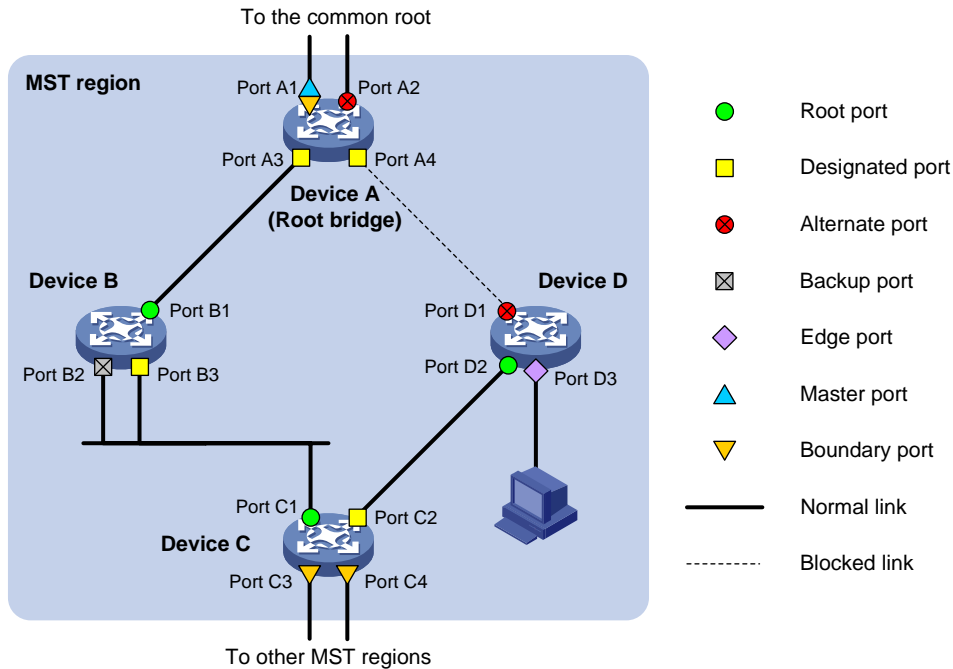 To the common root
MST region
Port A1
Port A2
Port A3
Port A4
Device A
(Root bridge)
Device B
Device D
Port B1
Port D1
Port B2
Port B3
Port D2
Port D3
Port C1
Port C2
Device C
Port C3
Port C4
To other MST regions
Root port
Designated port
Alternate port
Backup port
Edge port
Master port
Boundary port
Normal link
Blocked link